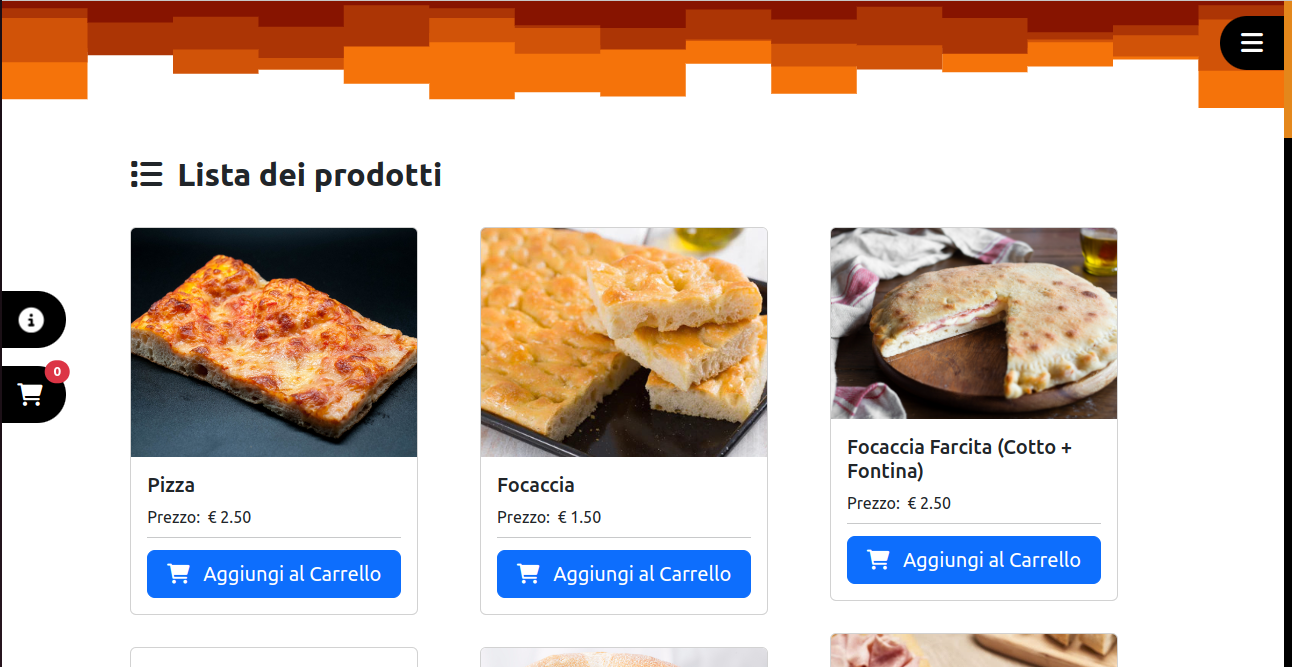 Lista dei prodotti
0
Pizza
Prezzo: € 2.50
Aggiungi al Carrello
Focaccia
Prezzo: € 1.50
Aggiungi al Carrello
Focaccia Farcita (Cotto +
Fontina)
Prezzo: € 2.50
Aggiungi al Carrello